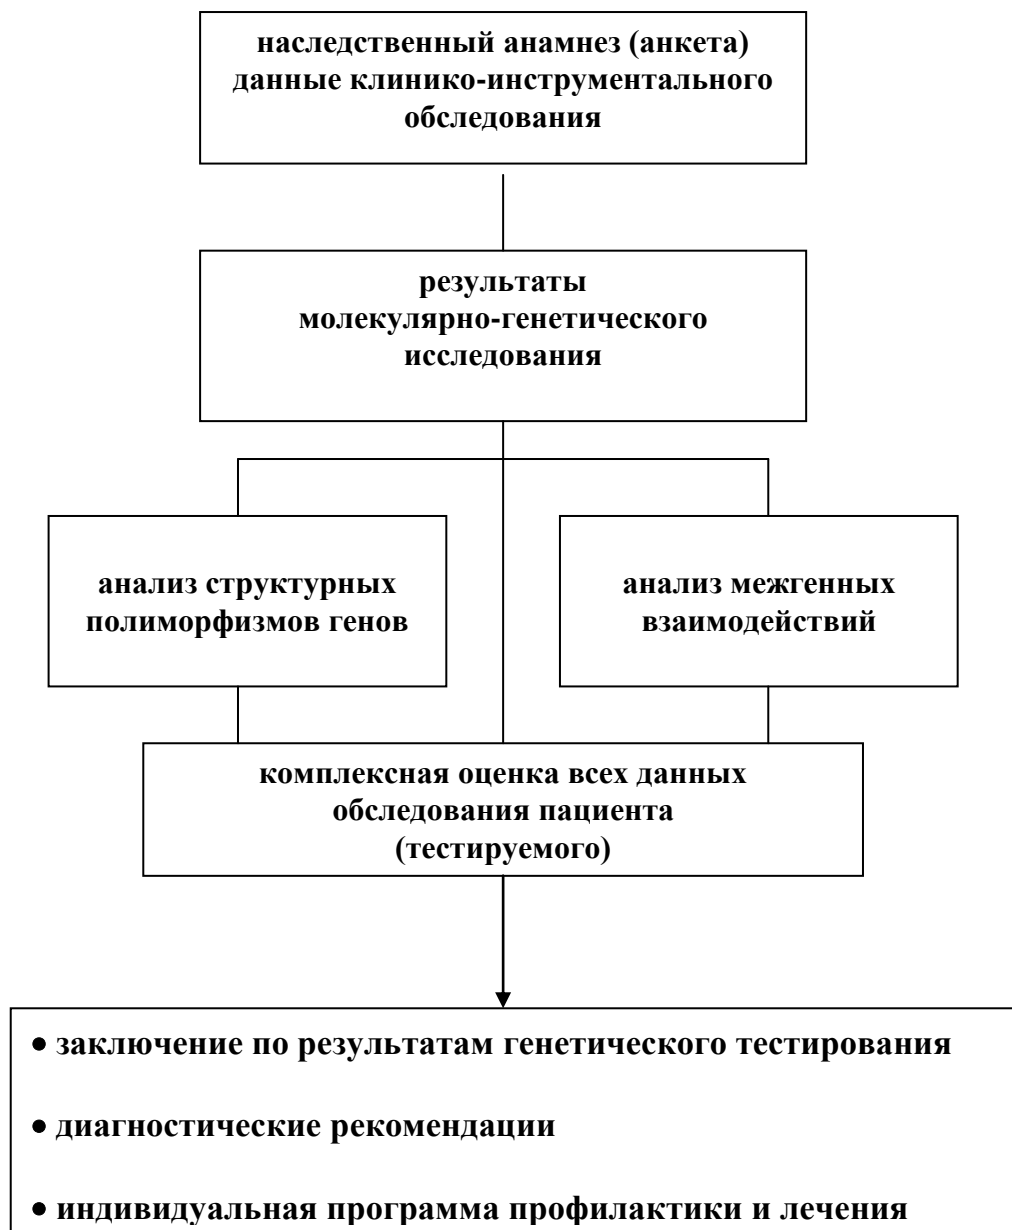 наследственный анамнез (анкета)
данные клинико-инструментального
обследования
результаты
молекулярно-генетического
исследования
анализ структурных
полиморфизмов генов
анализ межгенных
взаимодействий
комплексная оценка всех данных
обследования пациента
(тестируемого)
• заключение по результатам генетического тестирования
• диагностические рекомендации
• индивидуальная программа профилактики и лечения